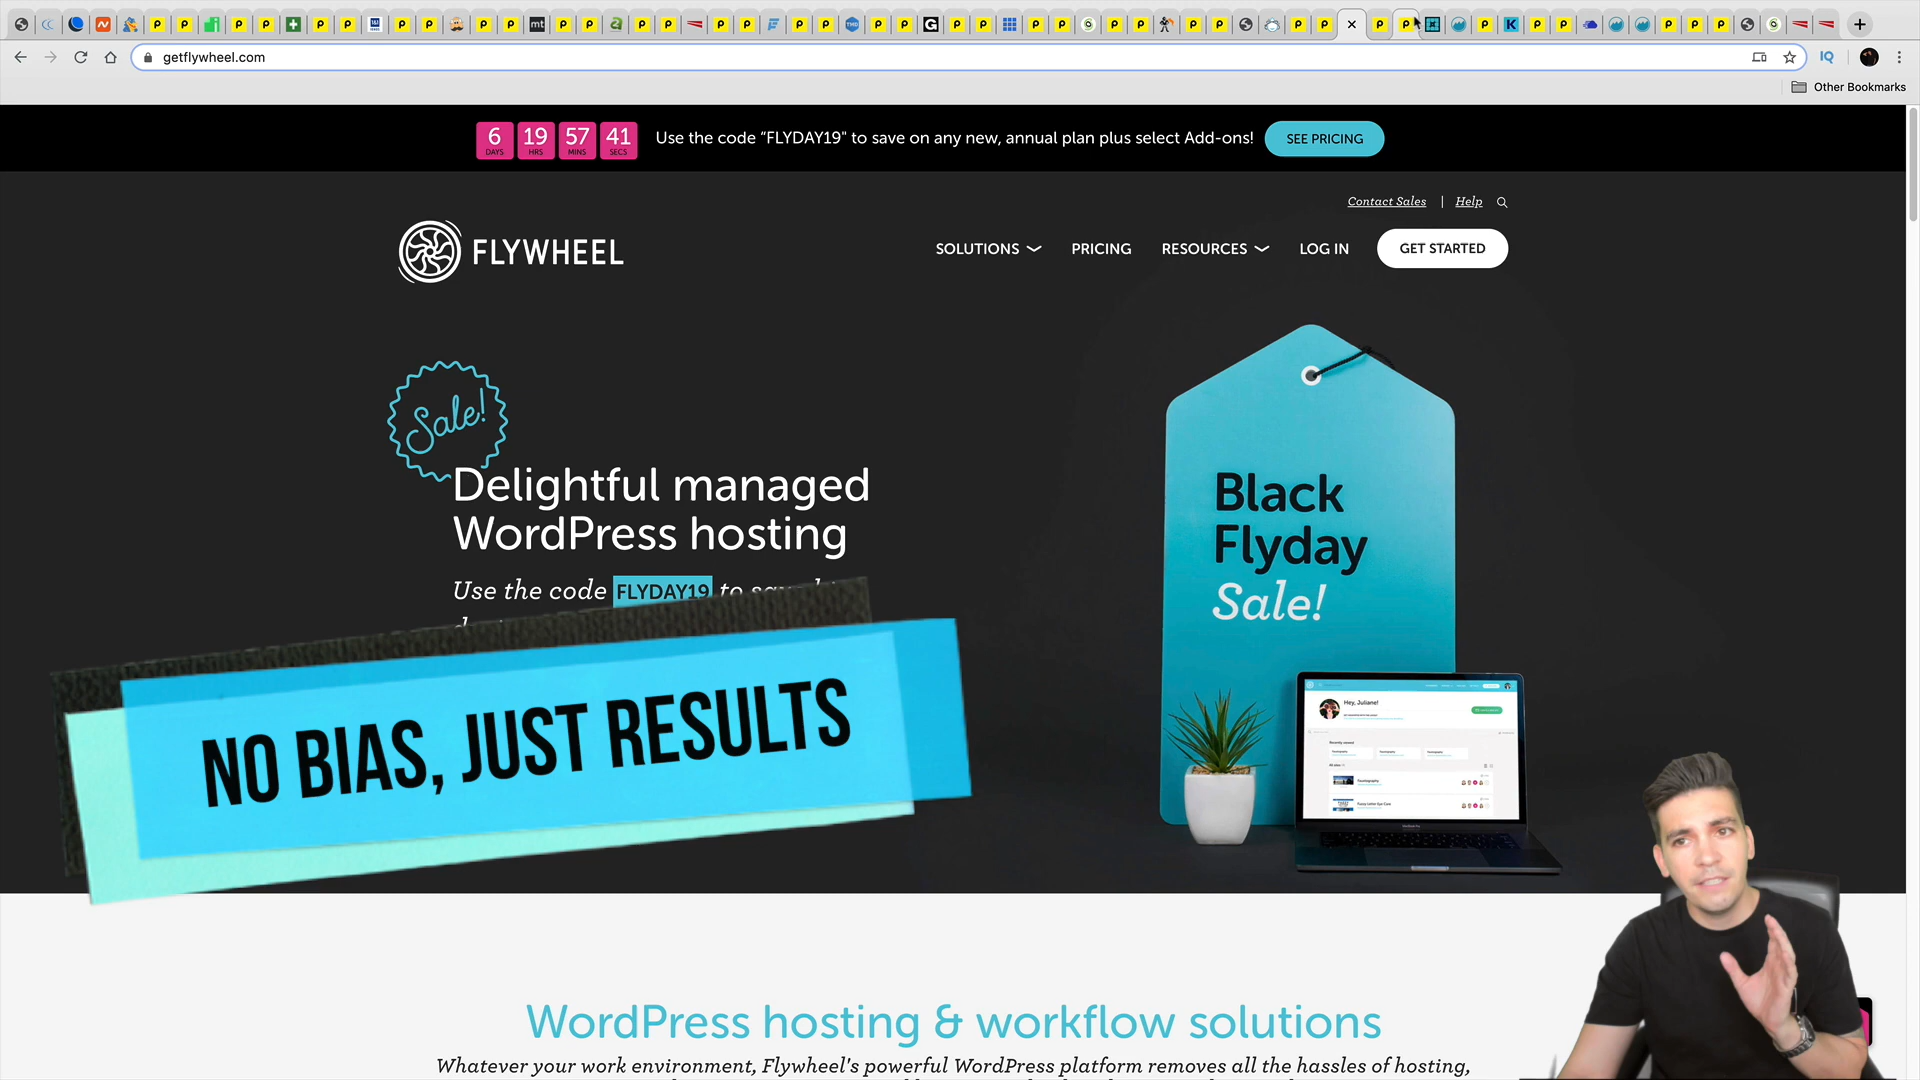 getflywheel.com
IQ
Other Bookmarks
6 19 57 41
DAYS HRS MINS SECS
Use the code "FLYDAY19" to save on any new, annual plan plus select Add-ons!
SEE PRICING
Contact Sales | Help
FLYWHEEL
SOLUTIONS PRICING RESOURCES LOG IN GET STARTED
Sale!
Delightful managed
WordPress hosting
Use the code FLYDAY19 to
Black
Flyday
Sale!
Hey, Juliane!
NO BIAS, JUST RESULTS
WordPress hosting & workflow solutions
Whatever your work environment, Flywheel's powerful WordPress platform removes all the hassles of hosting,